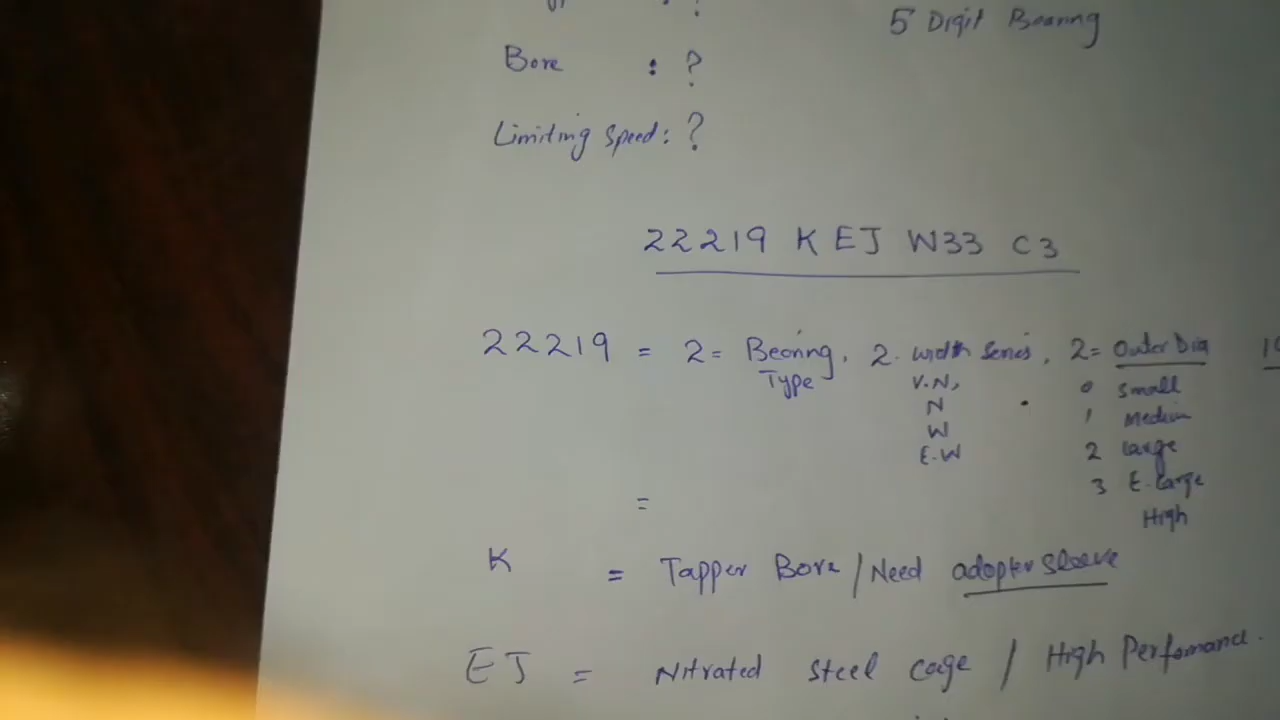 5 Digit Bearing
Bore : ?
Limiting Speed : ?
22219 K EJ W33 C3
22219 = 2 = Bearing Type, 2. width series, 2 = Outer Dia
V.N,
N
W
E.W
0 Small
1 Medium
2 Large
3 E.Large
High
=
K = Tapper Bore / Need adopter sleeve
EJ = Nitrated Steel Cage / High Perfomand.